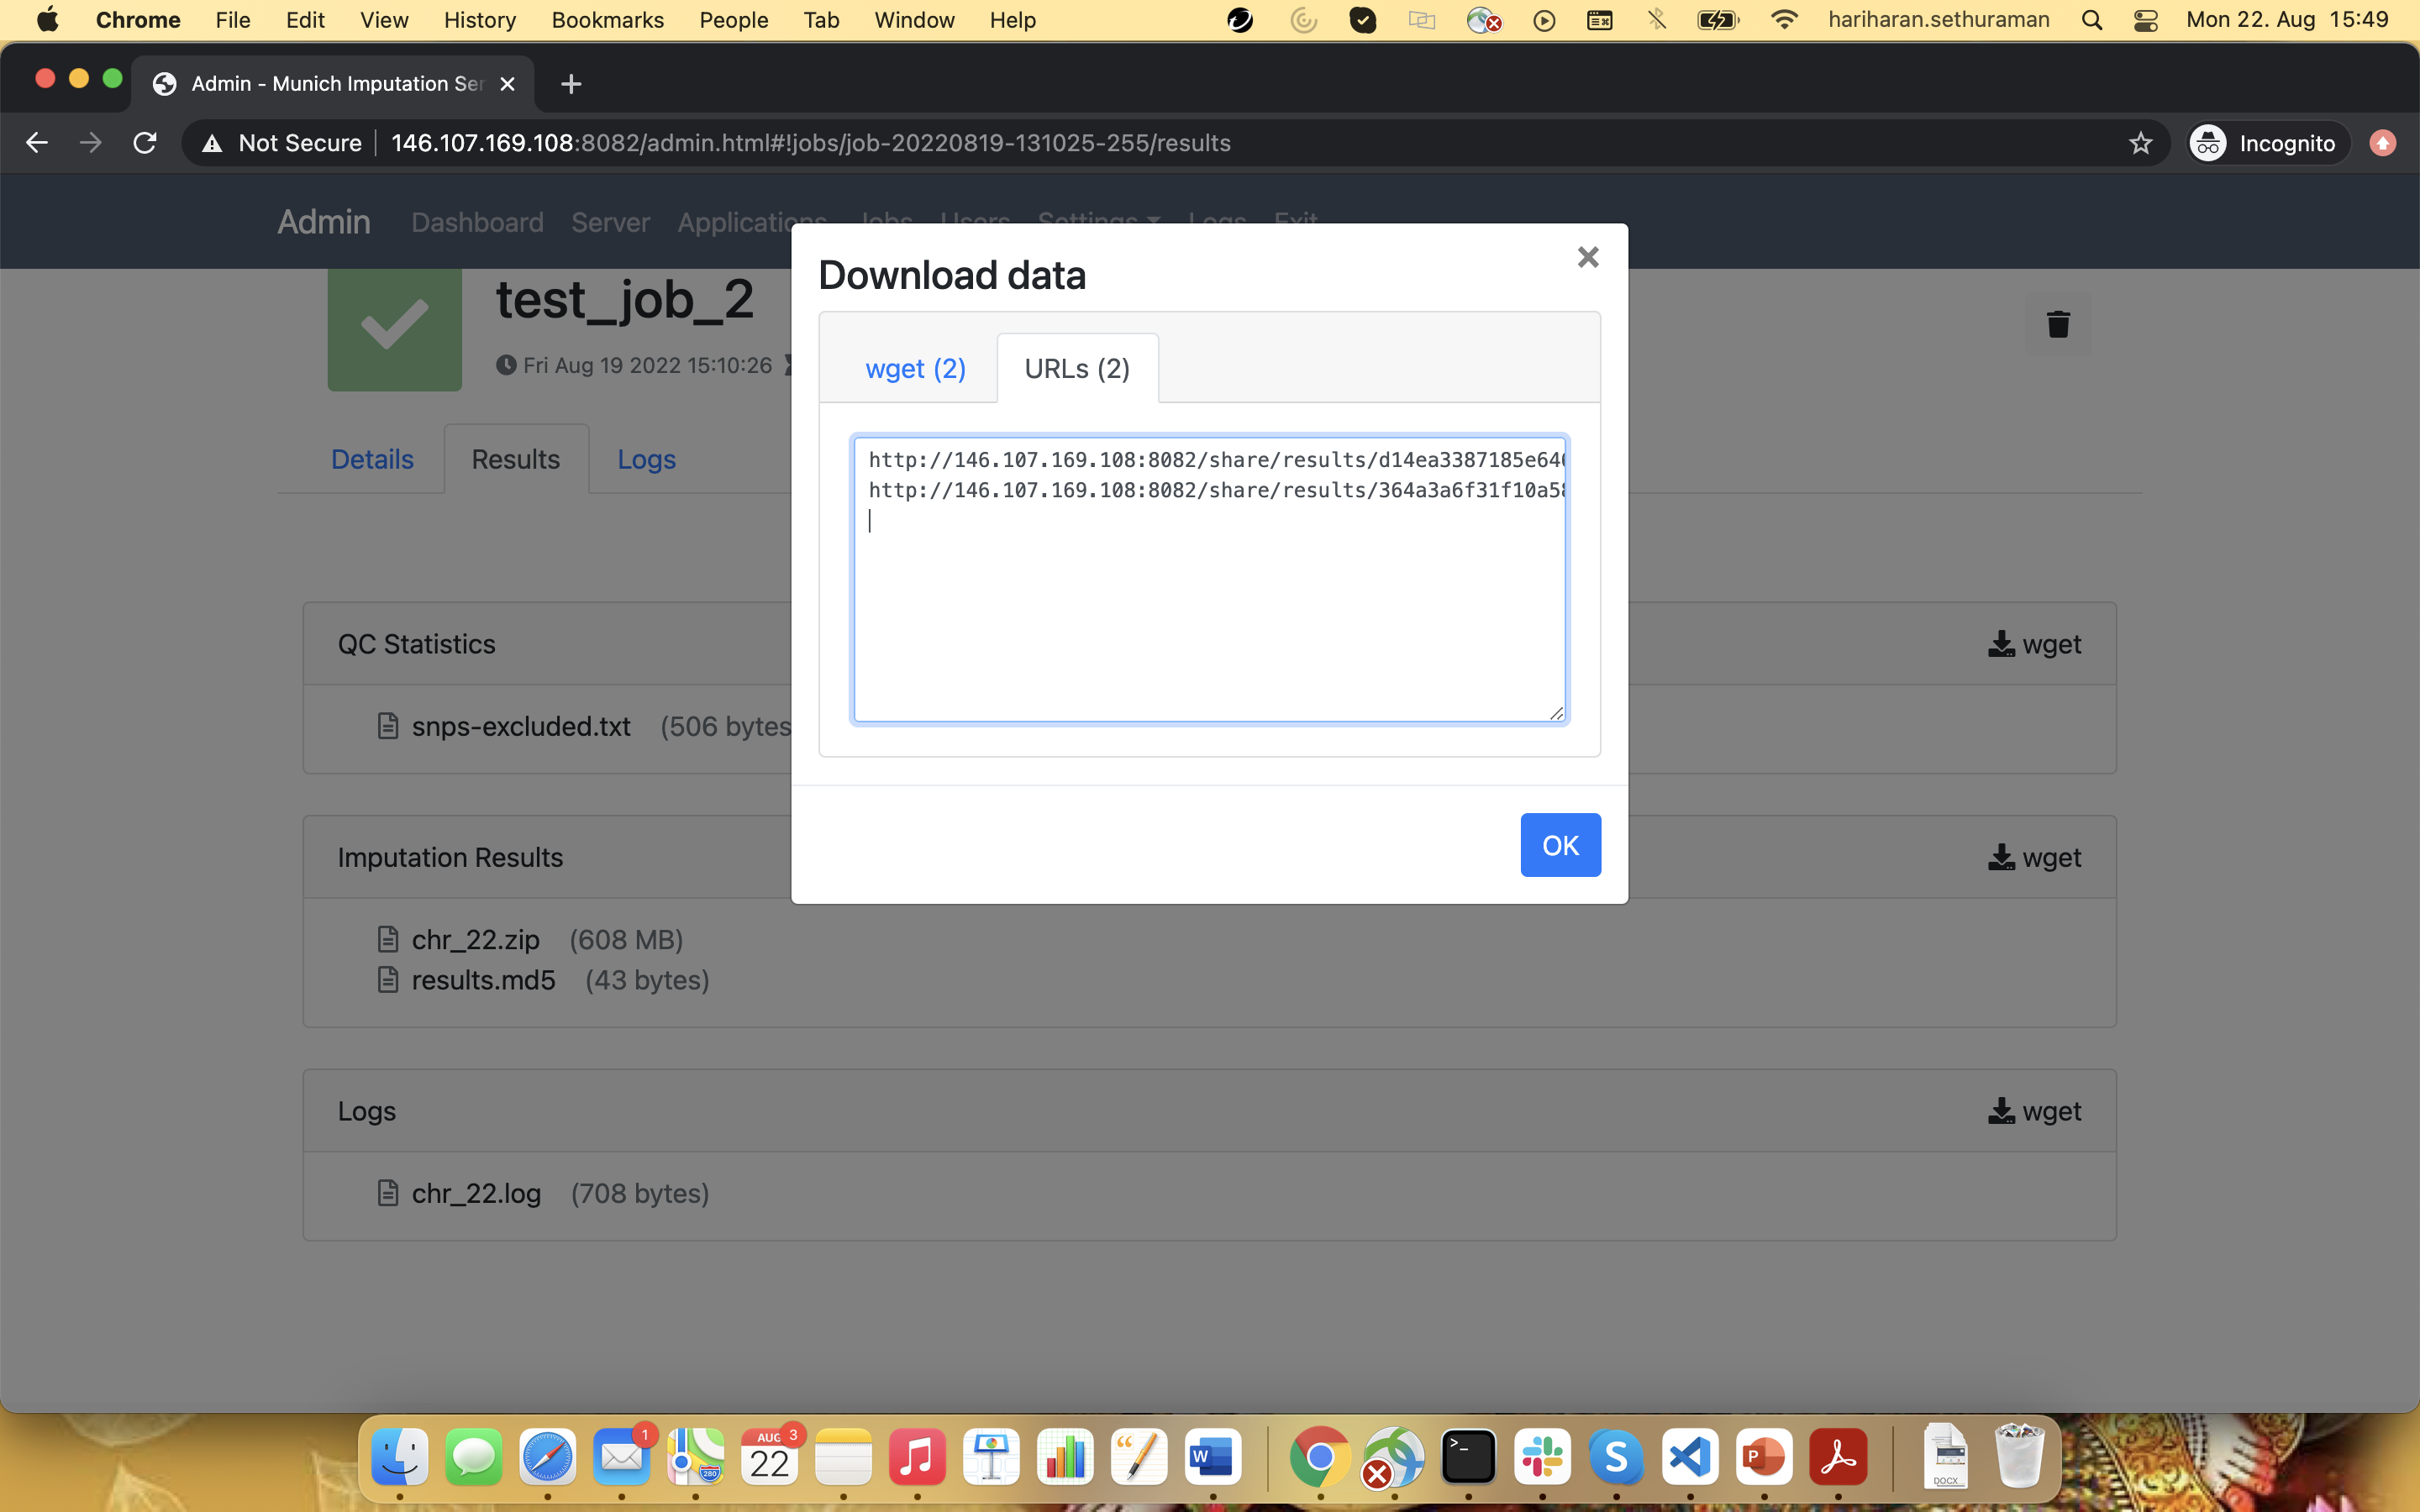 Chrome File Edit View History Bookmarks People Tab Window Help hariharan.sethuraman Mon 22. Aug 15:49
Admin - Munich Imputation Ser
Not Secure 146.107.169.108:8082/admin.html#!jobs/job-20220819-131025-255/results Incognito
Admin Dashboard Server Applications Jobs Users Settings Logs Exit
Download data
test_job_2
Fri Aug 19 2022 15:10:26
wget (2) URLs (2)
Details Results Logs
http://146.107.169.108:8082/share/results/d14ea3387185e646
http://146.107.169.108:8082/share/results/364a3a6f31f10a58
QC Statistics wget
snps-excluded.txt (506 bytes
OK
Imputation Results wget
chr_22.zip (608 MB)
results.md5 (43 bytes)
Logs wget
chr_22.log (708 bytes)
1
280
AUG 3
22
W
>_
S
P
DOCX